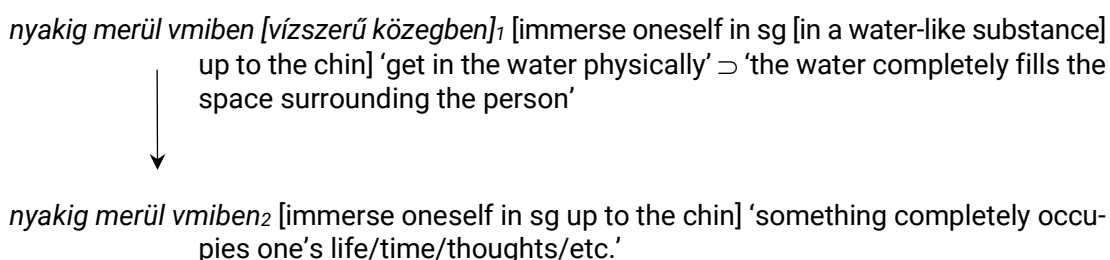 nyakig merül vmiben [vízszerű közegben]1 [immerse oneself in sg [in a water-like substance]
up to the chin] ‘get in the water physically’ ⊃ ‘the water completely fills the
space surrounding the person’
nyakig merül vmiben2 [immerse oneself in sg up to the chin] ‘something completely occu-
pies one’s life/time/thoughts/etc.’